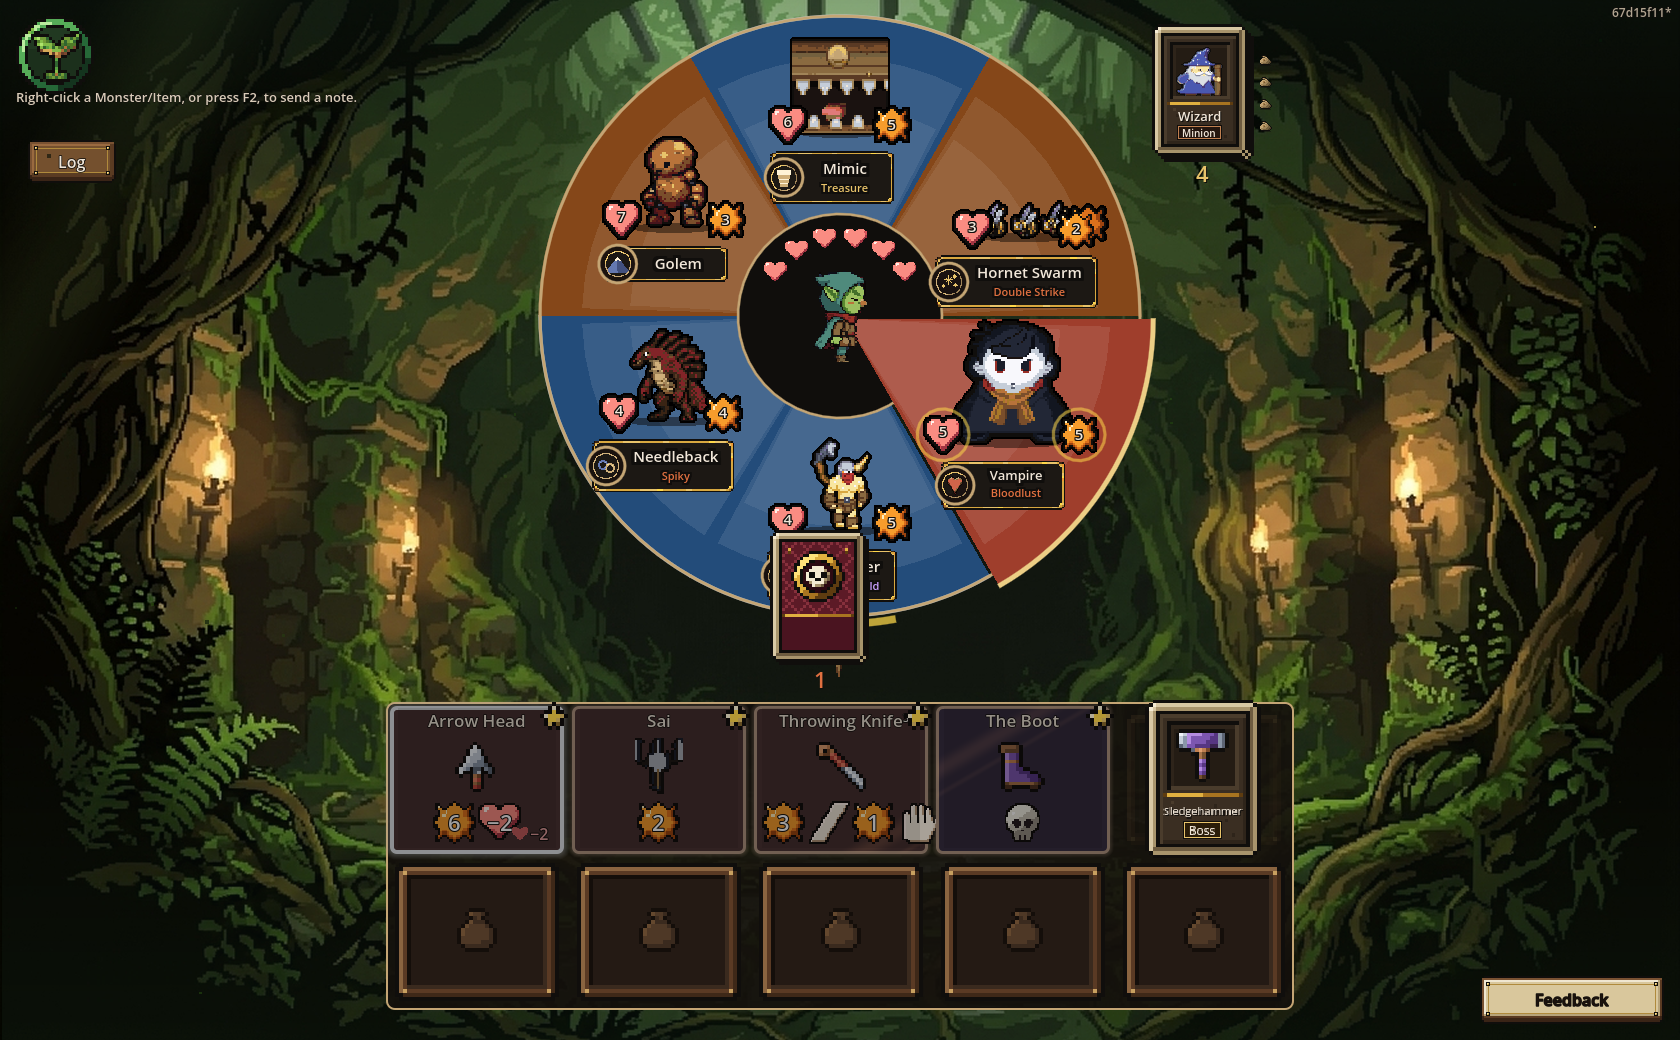 67d15f11*
Right-click a Monster/Item, or press F2, to send a note.
Log
6
5
Mimic
Treasure
Wizard
Minion
4
7
3
Golem
3
2
Hornet Swarm
Double Strike
4
4
Needleback
Spiky
5
5
Vampire
Bloodlust
4
5
er
ld
1
Arrow Head
6
-2
-2
Sai
2
Throwing Knife
3
1
The Boot
Sledgehammer
Boss
Feedback